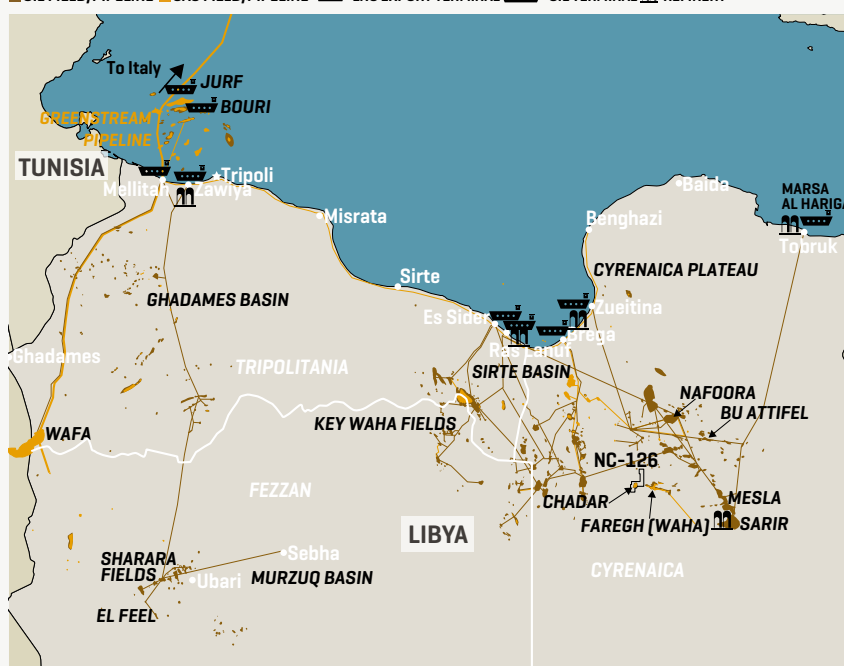 To Italy
JURF
BOURI
GREENSTREAM
PIPELINE
TUNISIA
Mellitah
Zawiya
Tripoli
Misrata
Baida
MARSA
AL HARIGA
Tobruk
Benghazi
CYRENAICA PLATEAU
Sirte
GHADAMES BASIN
Es Sider
Zueitina
Ras Lanuf
Brega
Ghadames
TRIPOLITANIA
SIRTE BASIN
NAFOORA
BU ATTIFEL
KEY WAHA FIELDS
WAFA
NC-126
FEZZAN
CHADAR
MESLA
FAREGH (WAHA)
SARIR
LIBYA
SHARARA
FIELDS
Sebha
Ubari
MURZUQ BASIN
CYRENAICA
EL FEEL